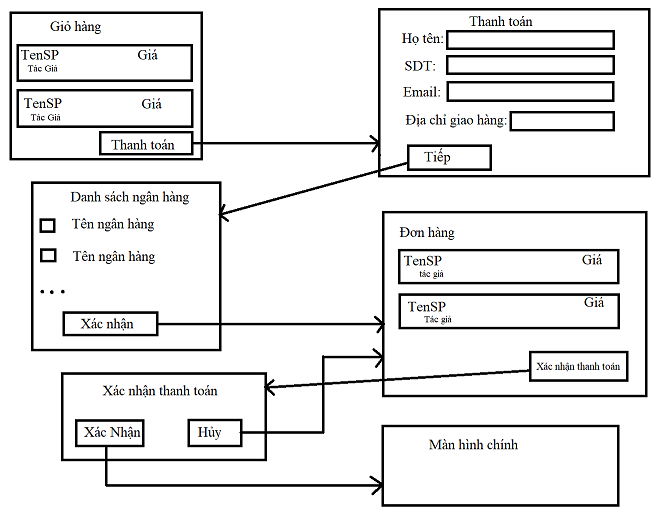 Giỏ hàng
TenSP Giá
Tác Giả
TenSP Giá
Tác Giả
Thanh toán
Thanh toán
Họ tên:
SDT:
Email:
Địa chỉ giao hàng:
Tiếp
Danh sách ngân hàng
Tên ngân hàng
Tên ngân hàng
...
Xác nhận
Đơn hàng
TenSP Giá
tác giả
TenSP Giá
Tác giả
Xác nhận thanh toán
Xác nhận thanh toán
Xác Nhận Hủy
Màn hình chính